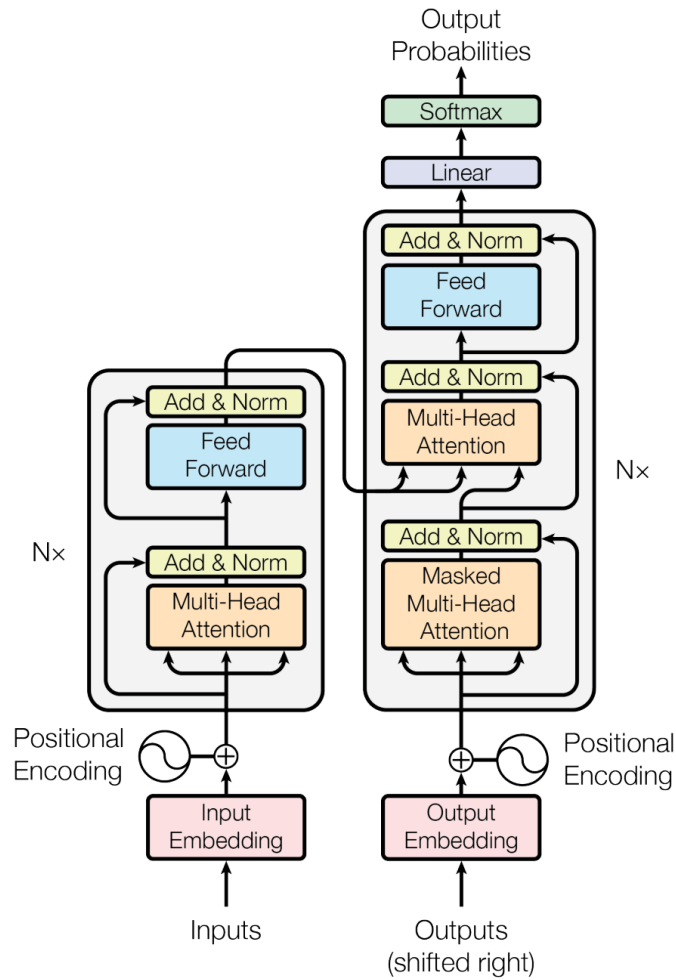 Output
Probabilities
Softmax
Linear
Add & Norm
Feed
Forward
Add & Norm
Multi-Head
Attention
Add & Norm
Masked
Multi-Head
Attention
N×
Add & Norm
Feed
Forward
Add & Norm
Multi-Head
Attention
N×
Positional
Encoding
Positional
Encoding
Input
Embedding
Output
Embedding
Inputs
Outputs
(shifted right)